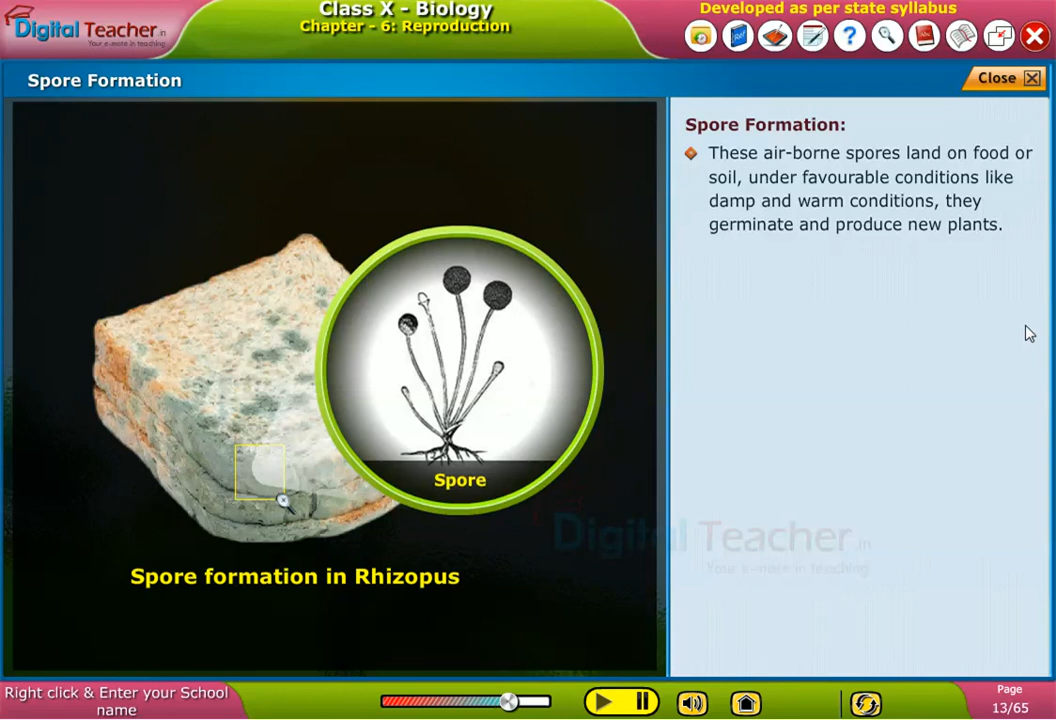 Digital Teacher.in
Your e-mate in teaching
Class X - Biology
Chapter - 6: Reproduction
Developed as per state syllabus
Ref
ABC
Spore Formation
Close
Spore Formation:
These air-borne spores land on food or
soil, under favourable conditions like
damp and warm conditions, they
germinate and produce new plants.
Spore
Spore formation in Rhizopus
Digital Teacher.in
Your e-mate in teaching
Right click & Enter your School
name
Page
13/65